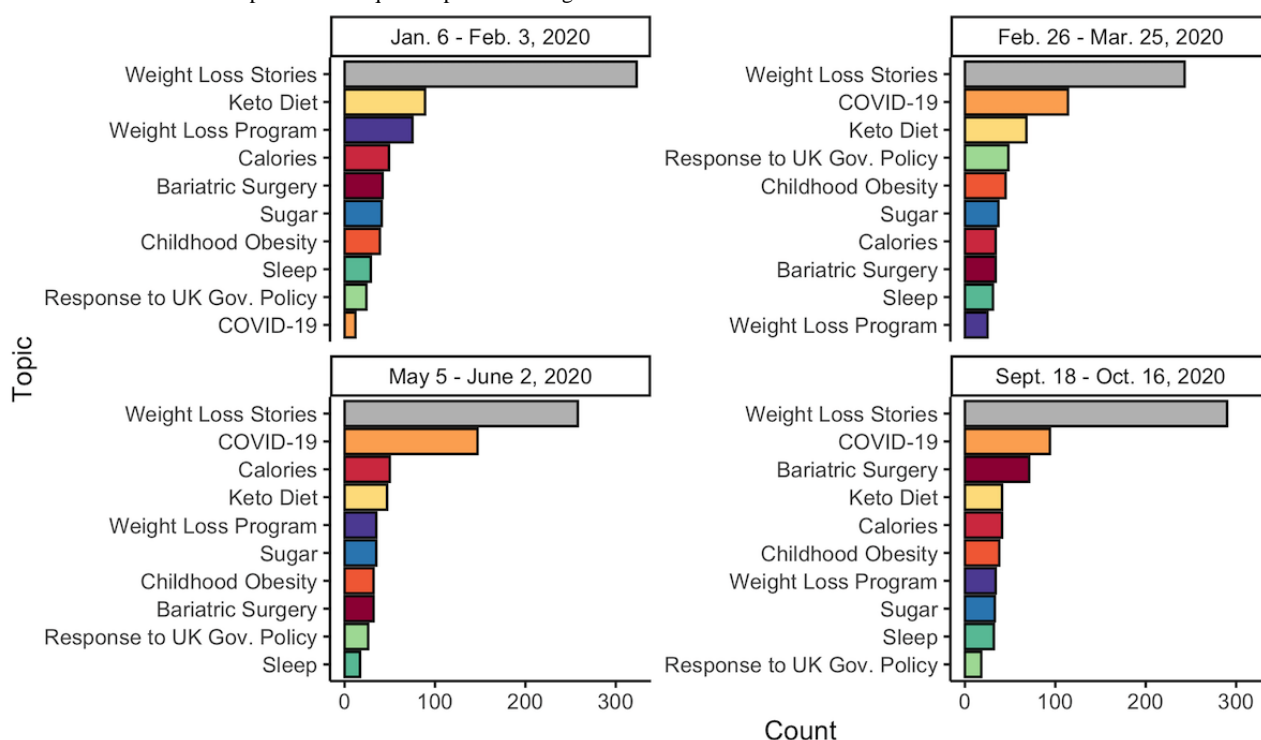 Jan. 6 - Feb. 3, 2020
Weight Loss Stories
Keto Diet
Weight Loss Program
Calories
Bariatric Surgery
Sugar
Childhood Obesity
Sleep
Response to UK Gov. Policy
COVID-19
Feb. 26 - Mar. 25, 2020
Weight Loss Stories
COVID-19
Keto Diet
Response to UK Gov. Policy
Childhood Obesity
Sugar
Calories
Bariatric Surgery
Sleep
Weight Loss Program
Topic
May 5 - June 2, 2020
Weight Loss Stories
COVID-19
Calories
Keto Diet
Weight Loss Program
Sugar
Childhood Obesity
Bariatric Surgery
Response to UK Gov. Policy
Sleep
0 100 200 300
Sept. 18 - Oct. 16, 2020
Weight Loss Stories
COVID-19
Bariatric Surgery
Keto Diet
Calories
Childhood Obesity
Weight Loss Program
Sugar
Sleep
Response to UK Gov. Policy
0 100 200 300
Count